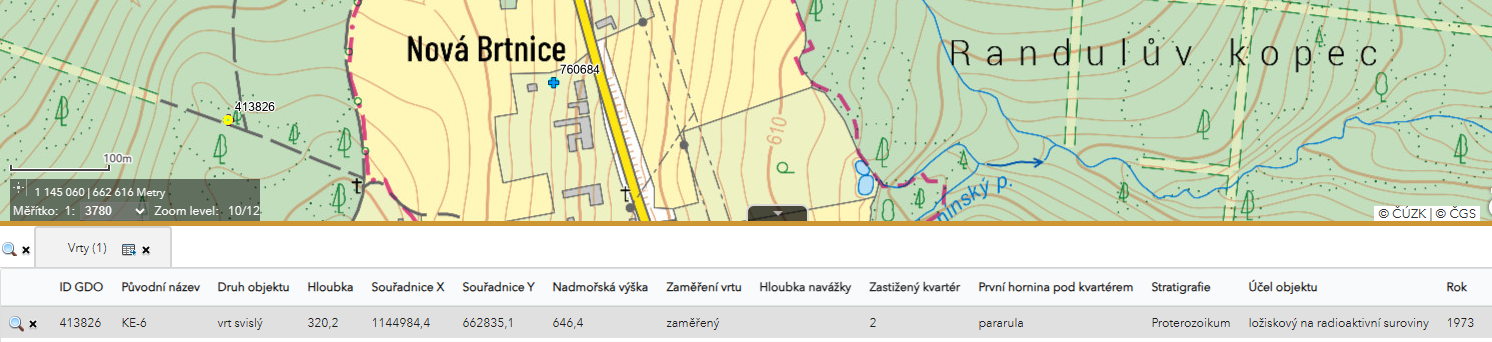 Nová Brtnice
Randulův kopec
760684
413826
610
100m
1 145 060 | 662 616 Metry
Měřítko: 1: 3780 Zoom level: 10/12
ninský p.
© ČÚZK | © ČGS
Vrty (1)
ID GDO Původní název Druh objektu Hloubka Souřadnice X Souřadnice Y Nadmořská výška Zaměření vrtu Hloubka navážky Zastižený kvartér První hornina pod kvartérem Stratigrafie Účel objektu Rok
413826 KE-6 vrt svislý 320,2 1144984,4 662835,1 646,4 zaměřený 2 pararula Proterozoikum ložiskový na radioaktivní suroviny 1973